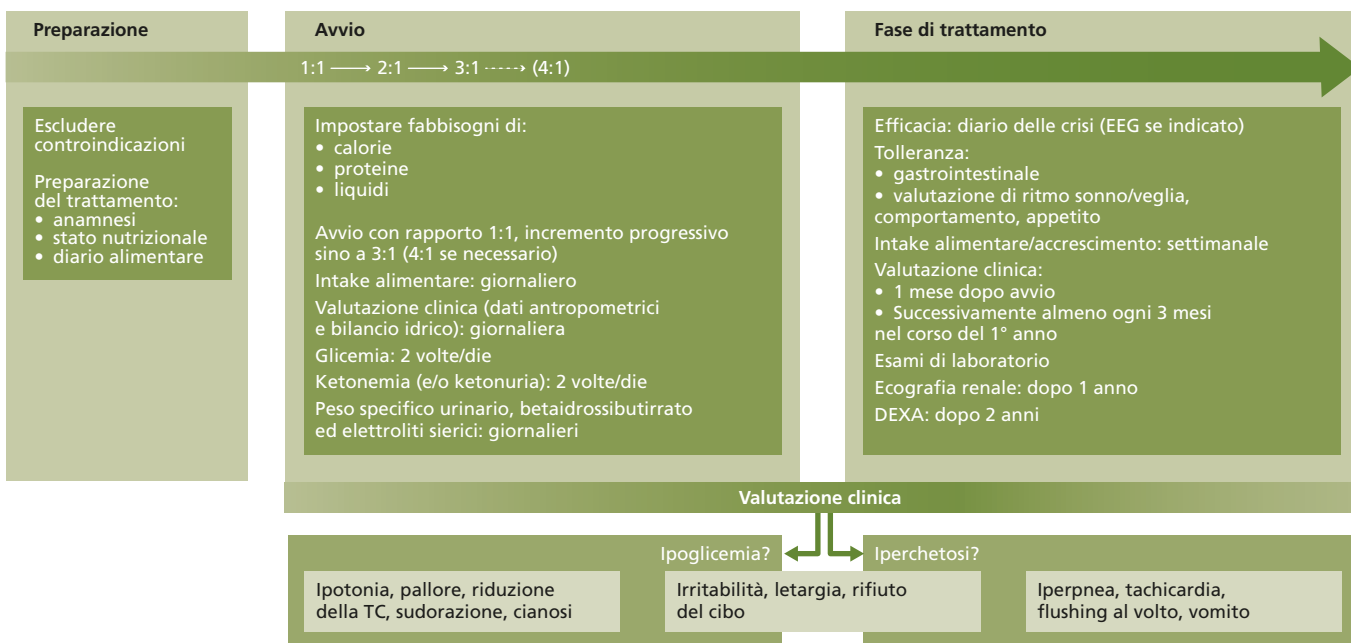 Preparazione
Avvio
Fase di trattamento
1:1 ⟶ 2:1 ⟶ 3:1 ----› (4:1)
Escludere
controindicazioni
Preparazione
del trattamento:
• anamnesi
• stato nutrizionale
• diario alimentare
Impostare fabbisogni di:
• calorie
• proteine
• liquidi
Avvio con rapporto 1:1, incremento progressivo
sino a 3:1 (4:1 se necessario)
Intake alimentare: giornaliero
Valutazione clinica (dati antropometrici
e bilancio idrico): giornaliera
Glicemia: 2 volte/die
Ketonemia (e/o ketonuria): 2 volte/die
Peso specifico urinario, betaidrossibutirrato
ed elettroliti sierici: giornalieri
Efficacia: diario delle crisi (EEG se indicato)
Tolleranza:
• gastrointestinale
• valutazione di ritmo sonno/veglia,
comportamento, appetito
Intake alimentare/accrescimento: settimanale
Valutazione clinica:
• 1 mese dopo avvio
• Successivamente almeno ogni 3 mesi
nel corso del 1° anno
Esami di laboratorio
Ecografia renale: dopo 1 anno
DEXA: dopo 2 anni
Valutazione clinica
Ipoglicemia?
Iperchetosi?
Ipotonia, pallore, riduzione
della TC, sudorazione, cianosi
Irritabilità, letargia, rifiuto
del cibo
Iperpnea, tachicardia,
flushing al volto, vomito